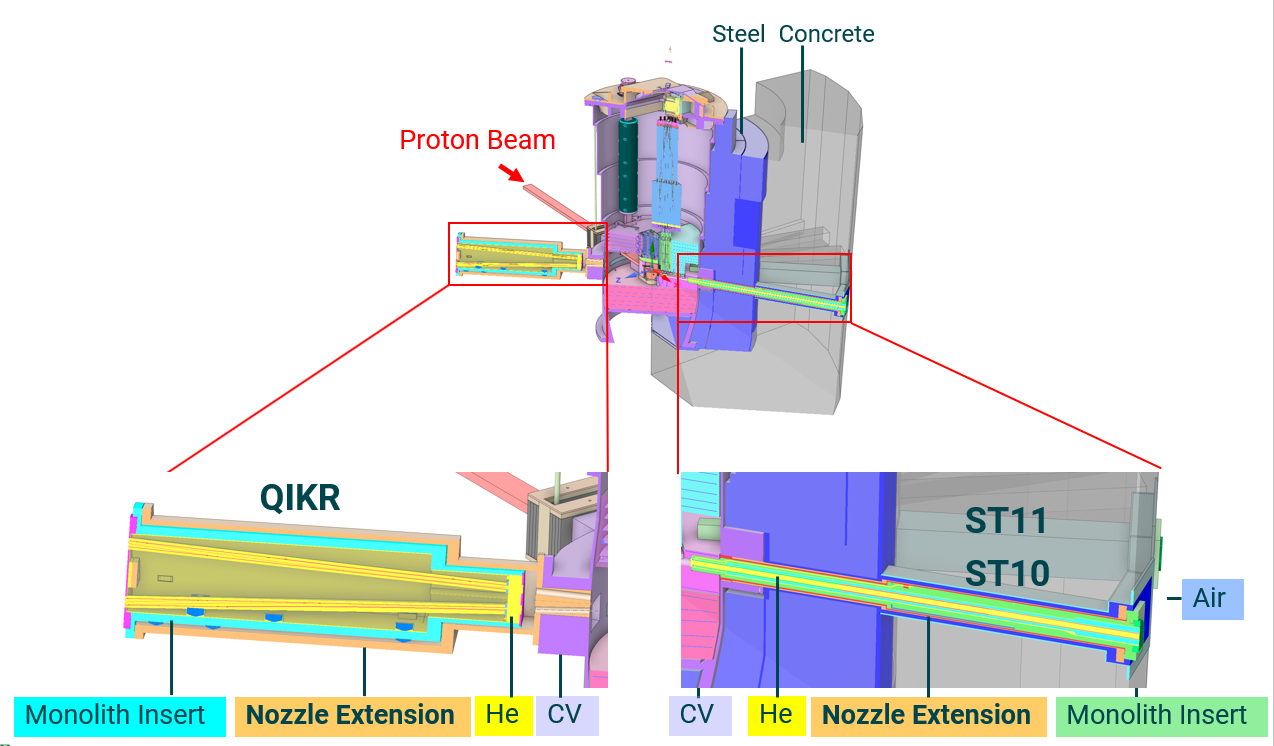 Steel Concrete
Proton Beam
z
QIKR
ST11
ST10
Air
Monolith Insert
Nozzle Extension
He
CV
CV
He
Nozzle Extension
Monolith Insert